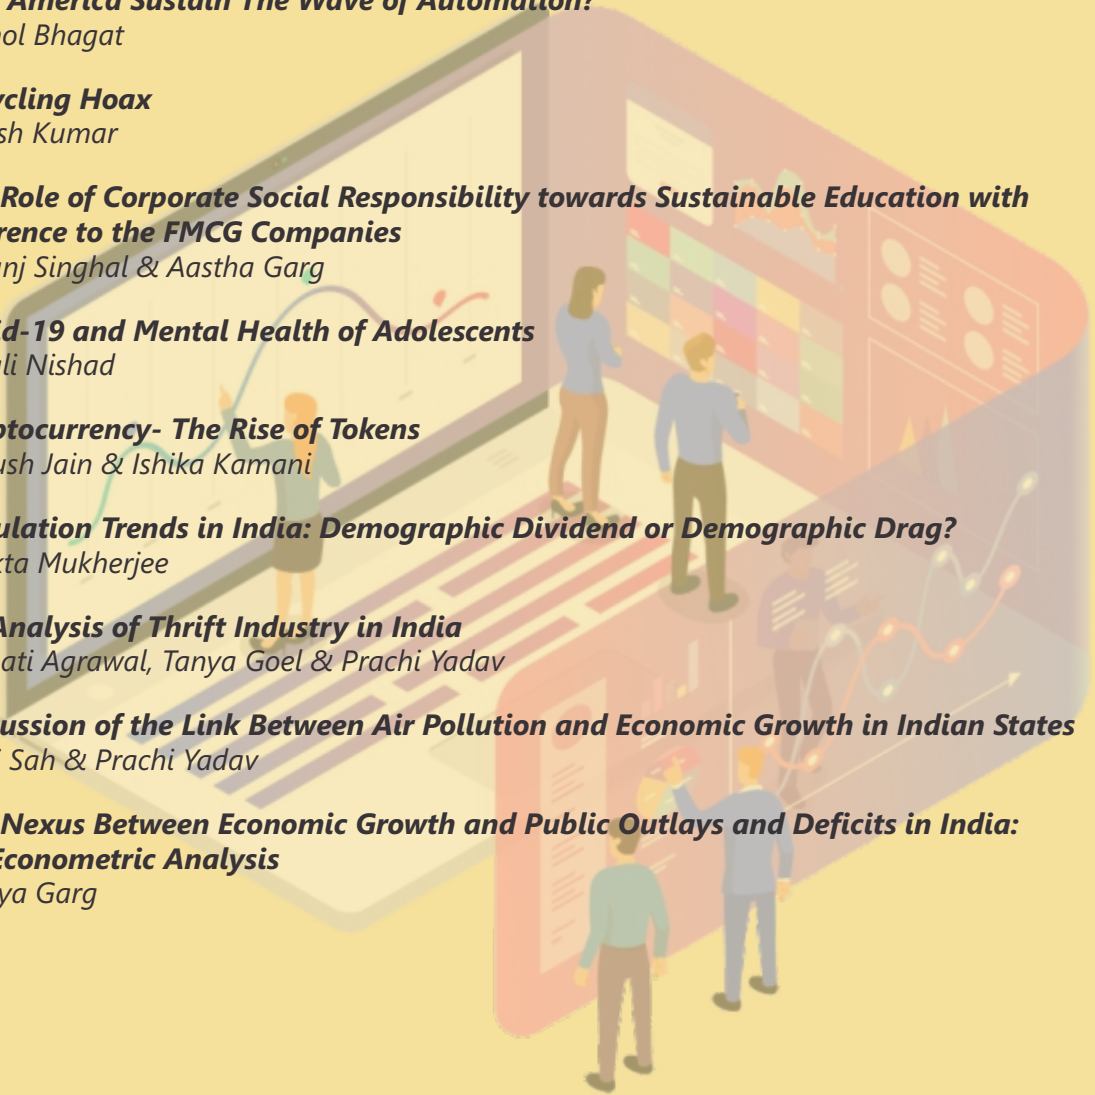 America Sustain The Wave of Automation?
ol Bhagat
ycling Hoax
sh Kumar
Role of Corporate Social Responsibility towards Sustainable Education with
rence to the FMCG Companies
nj Singhal & Aastha Garg
id-19 and Mental Health of Adolescents
li Nishad
ptocurrency- The Rise of Tokens
ush Jain & Ishika Kamani
ulation Trends in India: Demographic Dividend or Demographic Drag?
ta Mukherjee
Analysis of Thrift Industry in India
ati Agrawal, Tanya Goel & Prachi Yadav
ussion of the Link Between Air Pollution and Economic Growth in Indian States
Sah & Prachi Yadav
Nexus Between Economic Growth and Public Outlays and Deficits in India:
Econometric Analysis
ya Garg